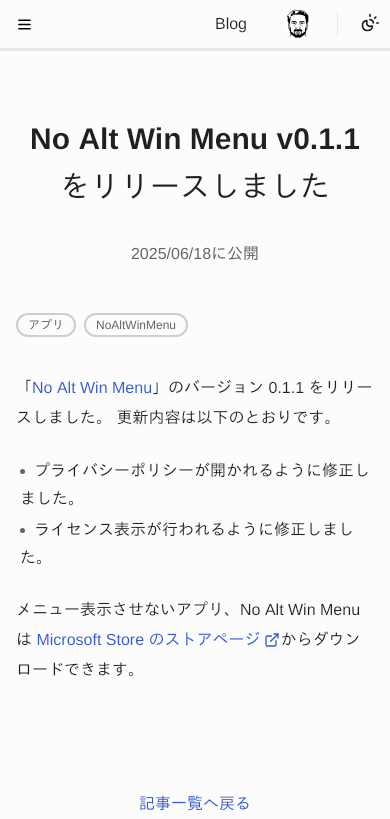 Blog
No Alt Win Menu v0.1.1
をリリースしました
2025/06/18に公開
アプリ NoAltWinMenu
「No Alt Win Menu」のバージョン 0.1.1 をリリー
スしました。 更新内容は以下のとおりです。
• プライバシーポリシーが開かれるように修正し
ました。
• ライセンス表示が行われるように修正しまし
た。
メニュー表示させないアプリ、No Alt Win Menu
は Microsoft Store のストアページからダウン
ロードできます。
記事一覧へ戻る